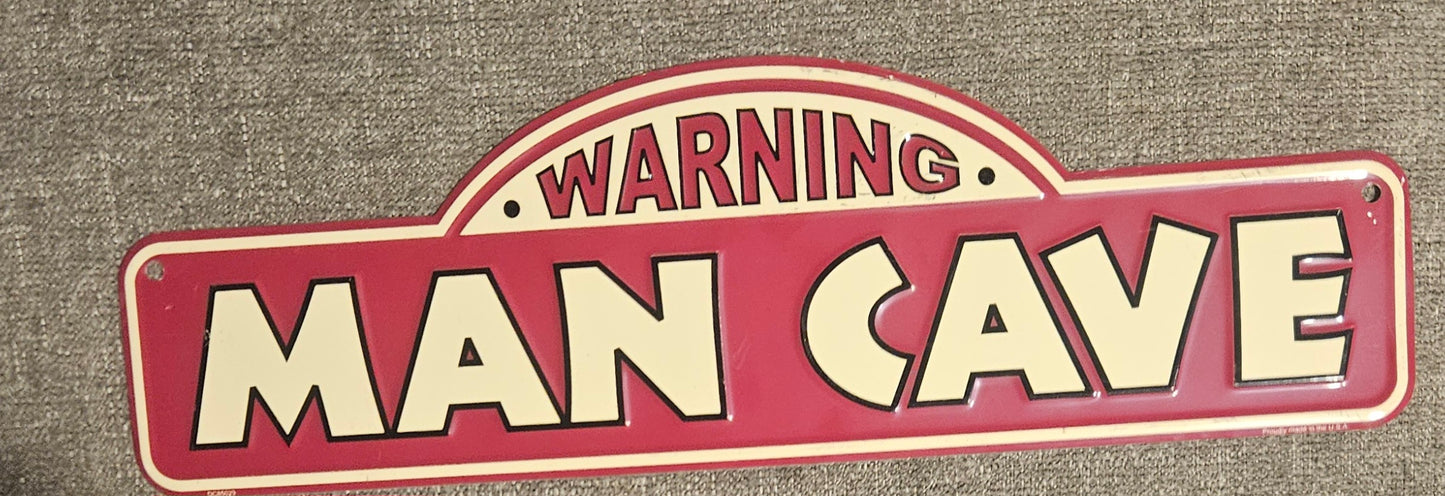 WARNING
MAN CAVE
Proudly made in the U.S.A.